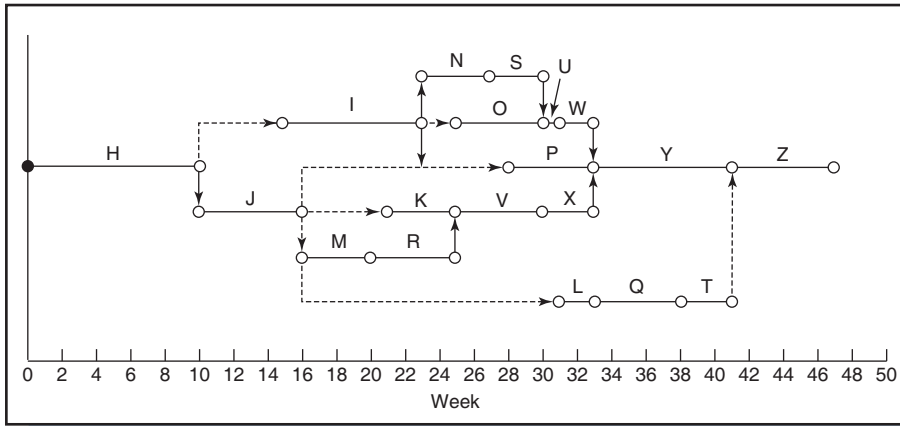 N S U
I O W
H P Y Z
J K V X
M R
L Q T
0 2 4 6 8 10 12 14 16 18 20 22 24 26 28 30 32 34 36 38 40 42 44 46 48 50
Week